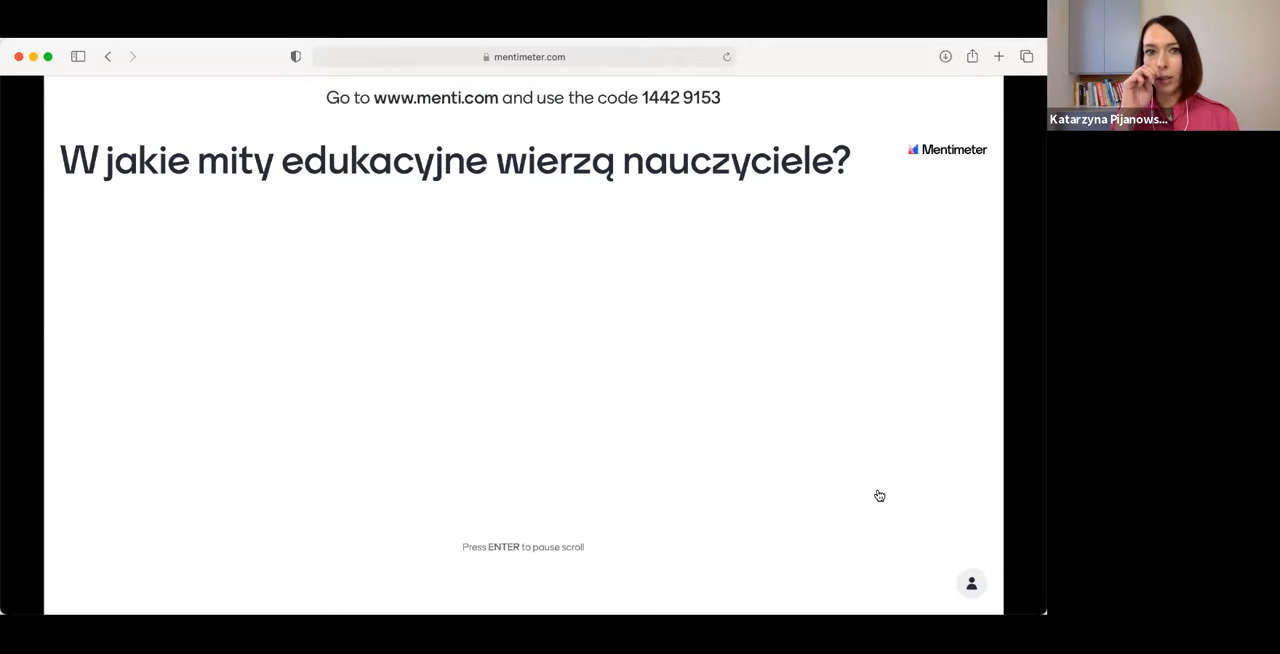 mentimeter.com
Go to www.menti.com and use the code 1442 9153
W jakie mity edukacyjne wierzą nauczyciele?
Mentimeter
Katarzyna Pijanows...
Press ENTER to pause scroll